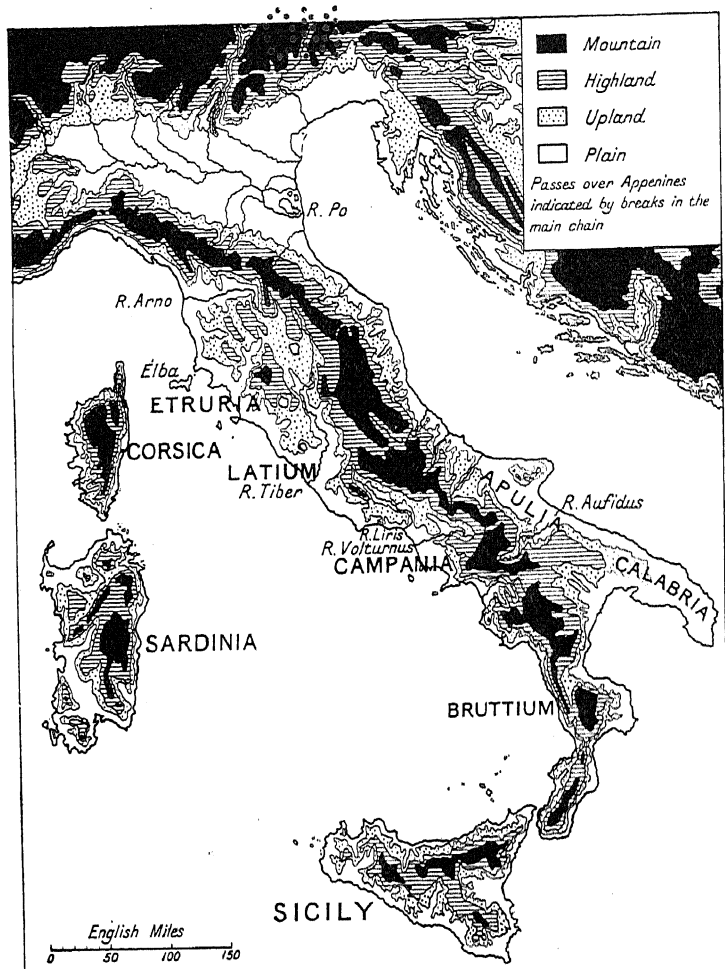 Mountain
Highland
Upland
Plain
Passes over Appenines
indicated by breaks in the
main chain
R. Po
R. Arno
Elba
ETRURIA
CORSICA
LATIUM
R. Tiber
APULIA
R. Aufidus
R. Liris
R. Volturnus
CAMPANIA
CALABRIA
SARDINIA
BRUTTIUM
SICILY
English Miles
0 50 100 150